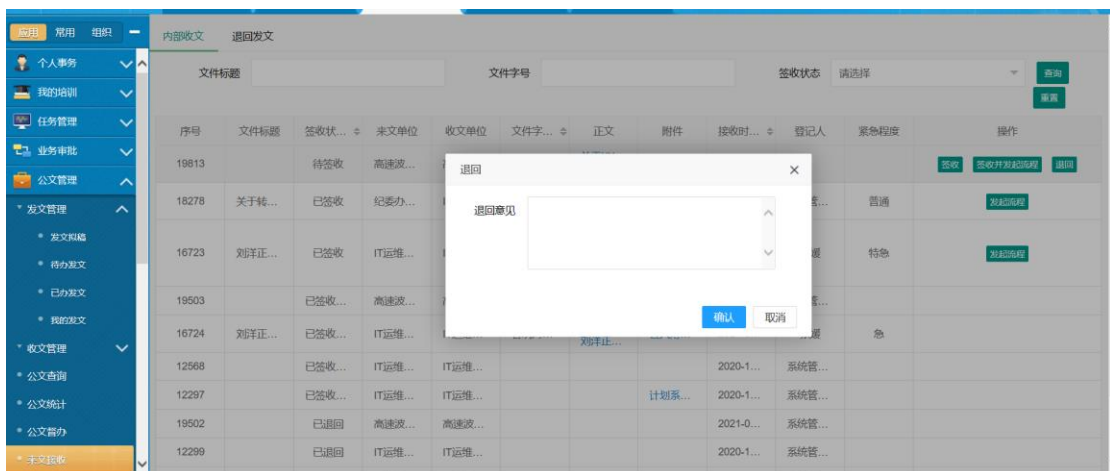 应用 常用 组织
个人事务
我的培训
任务管理
业务审批
公文管理
发文管理
发文拟稿
待办发文
已办发文
我的发文
收文管理
公文查询
公文统计
公文督办
来文接收
内部收文 退回发文
文件标题 文件字号 签收状态 请选择 查询
重置
序号 文件标题 签收状... 来文单位 收文单位 文件字... 正文 附件 接收时... 登记人 紧急程度 操作
19813 待签收 高速波... 签收 签收并发起流程 退回
18278 关于转... 已签收 纪委办... 普通 发起流程
16723 刘洋正... 已签收 IT运维... 特急 发起流程
19503 已签收... 高速波...
16724 刘洋正... 已签收... IT运维... 刘洋正... 急
12568 已签收... IT运维... IT运维... 2020-1... 系统管...
12297 已签收... IT运维... IT运维... 计划系... 2020-1... 系统管...
19502 已退回 高速波... 高速波... 2021-0... 系统管...
12299 已退回 IT运维... IT运维... 2020-1... 系统管...
退回
退回意见
确认 取消